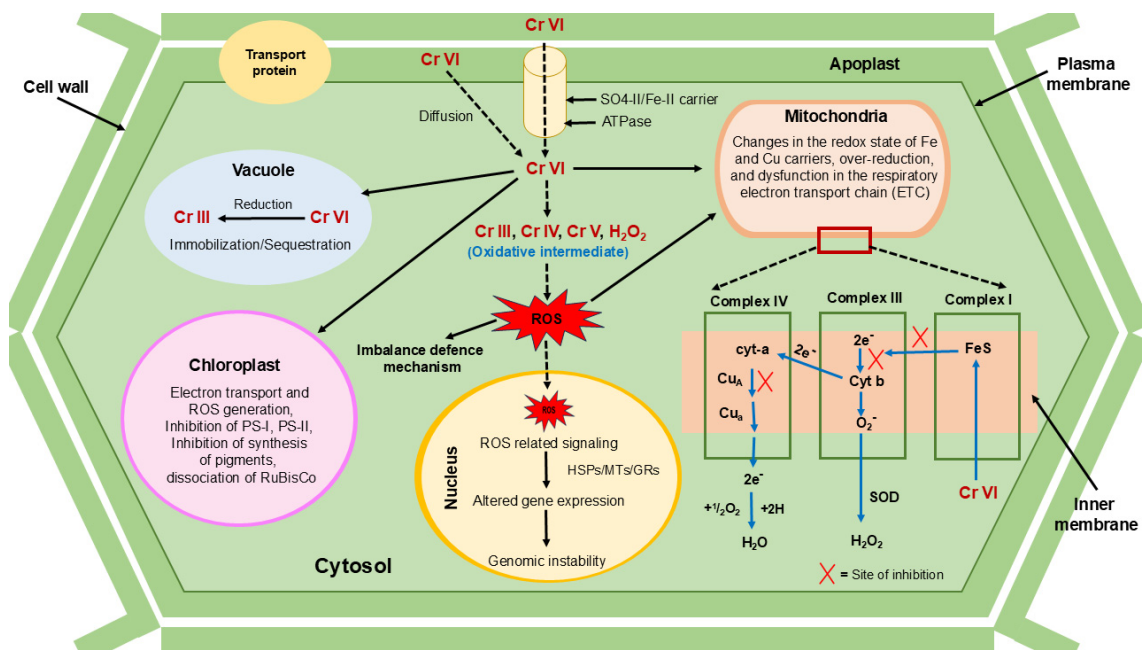 Cr VI
Transport
protein
Cr VI
Apoplast
Plasma
membrane
Cell wall
Diffusion
SO4-II/Fe-II carrier
ATPase
Mitochondria
Changes in the redox state of Fe
and Cu carriers, over-reduction,
and dysfunction in the respiratory
electron transport chain (ETC)
Cr VI
Vacuole
Reduction
Cr III
Cr VI
Immobilization/Sequestration
Cr III, Cr IV, Cr V, H₂O₂
(Oxidative intermediate)
ROS
Imbalance defence
mechanism
Chloroplast
Electron transport and
ROS generation,
Inhibition of PS-I, PS-II,
Inhibition of synthesis
of pigments,
dissociation of RuBisCo
Nucleus
ROS
ROS related signaling
HSPs/MTs/GRs
Altered gene expression
Genomic instability
Cytosol
Complex IV
Complex III
Complex I
cyt-a
2e⁻
2e⁻
FeS
Cu_A
Cyt b
Cu_a
O₂⁻
2e⁻
SOD
Cr VI
+¹/₂O₂
+2H
H₂O
H₂O₂
Inner
membrane
X = Site of inhibition